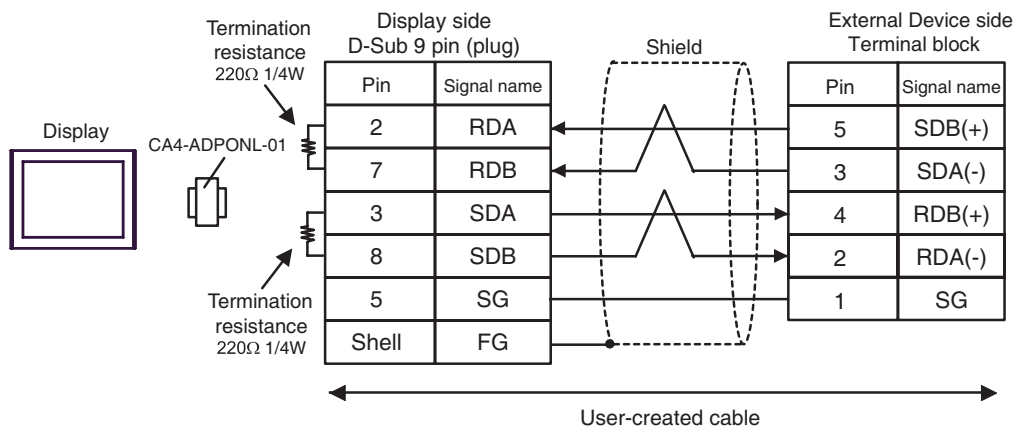 Display
CA4-ADPONL-01
Termination
resistance
220Ω 1/4W
Termination
resistance
220Ω 1/4W
Display side
D-Sub 9 pin (plug)
Pin Signal name
2 RDA
7 RDB
3 SDA
8 SDB
5 SG
Shell FG
Shield
External Device side
Terminal block
Pin Signal name
5 SDB(+)
3 SDA(-)
4 RDB(+)
2 RDA(-)
1 SG
User-created cable